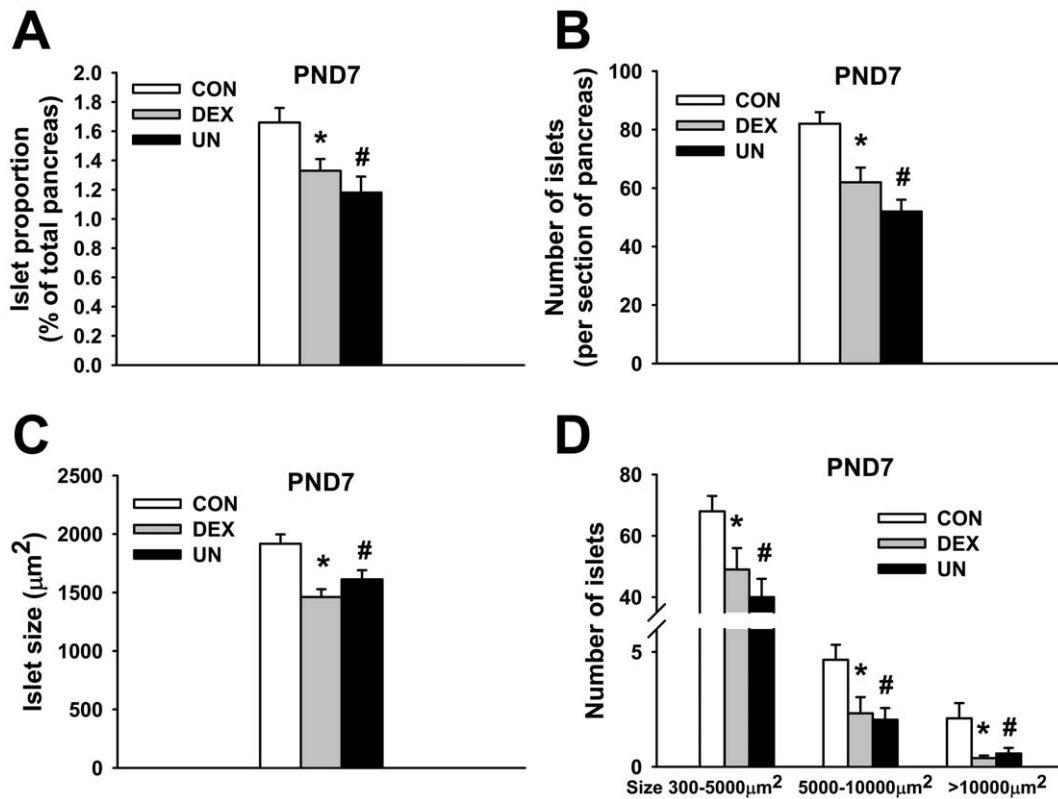 A
PND7
Islet proportion
(% of total pancreas)
2.0
1.8
1.6
1.4
1.2
1.0
0.8
0.6
0.4
0.2
0.0
CON
DEX
UN
*
#
B
PND7
Number of islets
(per section of pancreas)
100
80
60
40
20
0
CON
DEX
UN
*
#
C
PND7
Islet size (μm²)
2500
2000
1500
1000
500
0
CON
DEX
UN
*
#
D
PND7
Number of islets
80
60
40
5
0
CON
DEX
UN
* #
* #
* #
Size 300-5000μm² 5000-10000μm² >10000μm²